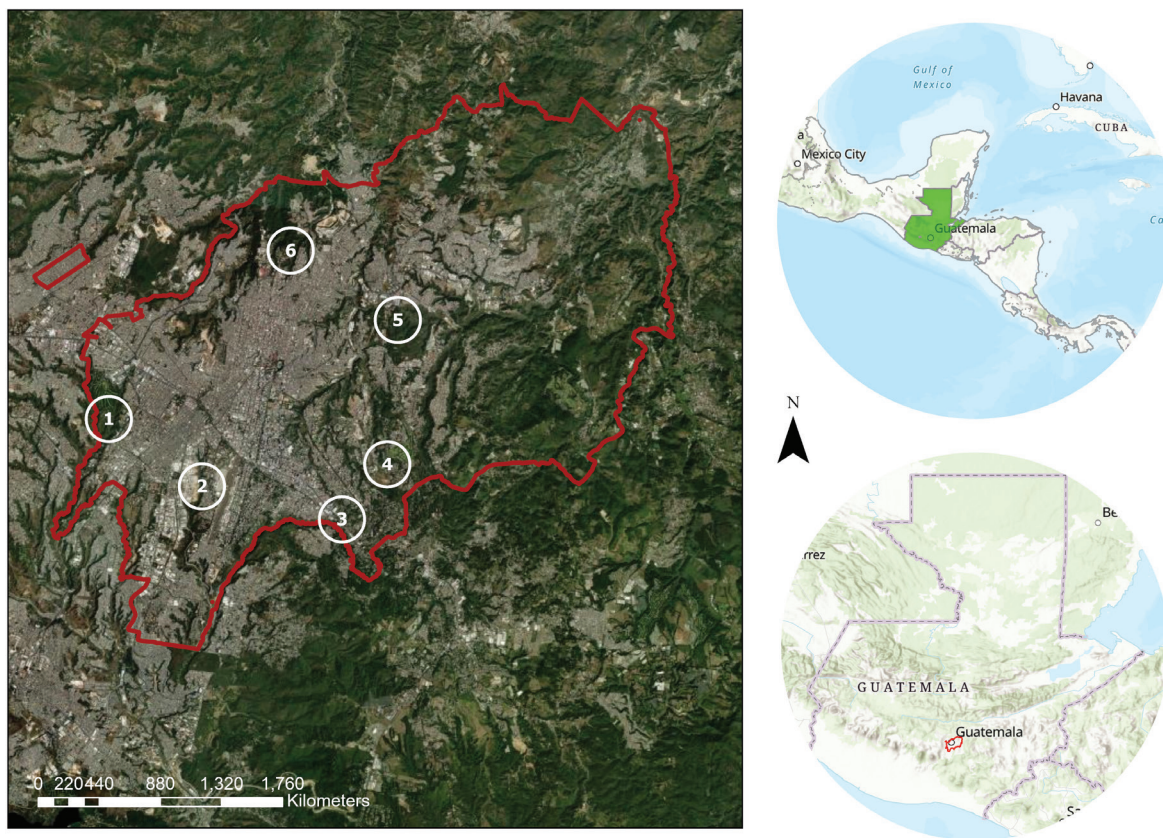 6
5
1
4
2
3
0 220 440 880 1,320 1,760
Kilometers
Gulf of
Mexico
Havana
CUBA
a
Mexico City
Ca
Guatemala
N
Be
rrez
GUATEMALA
Guatemala
Sa